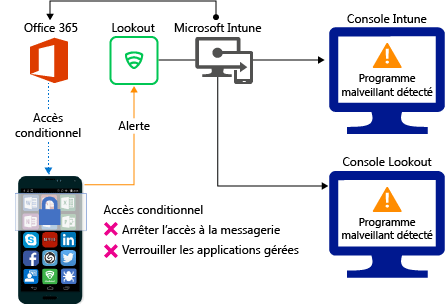 Office 365
Lookout
Microsoft Intune
Console Intune
Programme
malveillant détecté
Accès
conditionnel
Alerte
Console Lookout
Programme
malveillant détecté
Accès conditionnel
Arrêter l'accès à la messagerie
Verrouiller les applications gérées